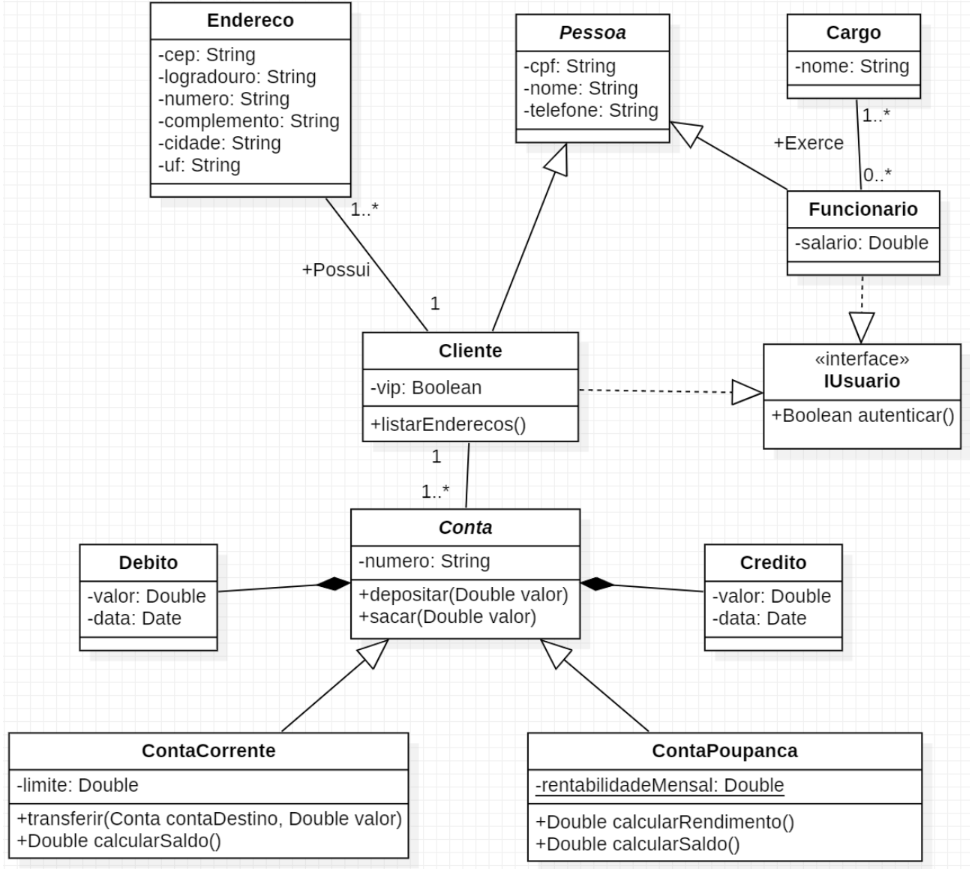 Endereco
-cep: String
-logradouro: String
-numero: String
-complemento: String
-cidade: String
-uf: String
Pessoa
-cpf: String
-nome: String
-telefone: String
Cargo
-nome: String
1..*
+Exerce
0..*
Funcionario
-salario: Double
1..*
+Possui
1
Cliente
-vip: Boolean
+listarEnderecos()
«interface»
IUsuario
+Boolean autenticar()
1
1..*
Conta
-numero: String
+depositar(Double valor)
+sacar(Double valor)
Debito
-valor: Double
-data: Date
Credito
-valor: Double
-data: Date
ContaCorrente
-limite: Double
+transferir(Conta contaDestino, Double valor)
+Double calcularSaldo()
ContaPoupanca
-rentabilidadeMensal: Double
+Double calcularRendimento()
+Double calcularSaldo()